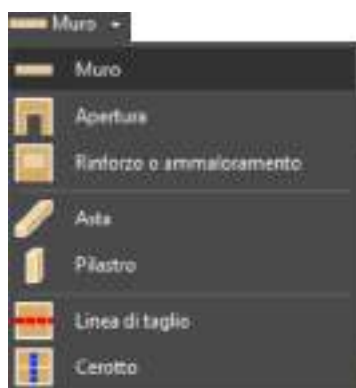 Muro
Muro
Apertura
Rinforzo o ammaloramento
Asta
Pilastro
Linea di taglio
Cerotto